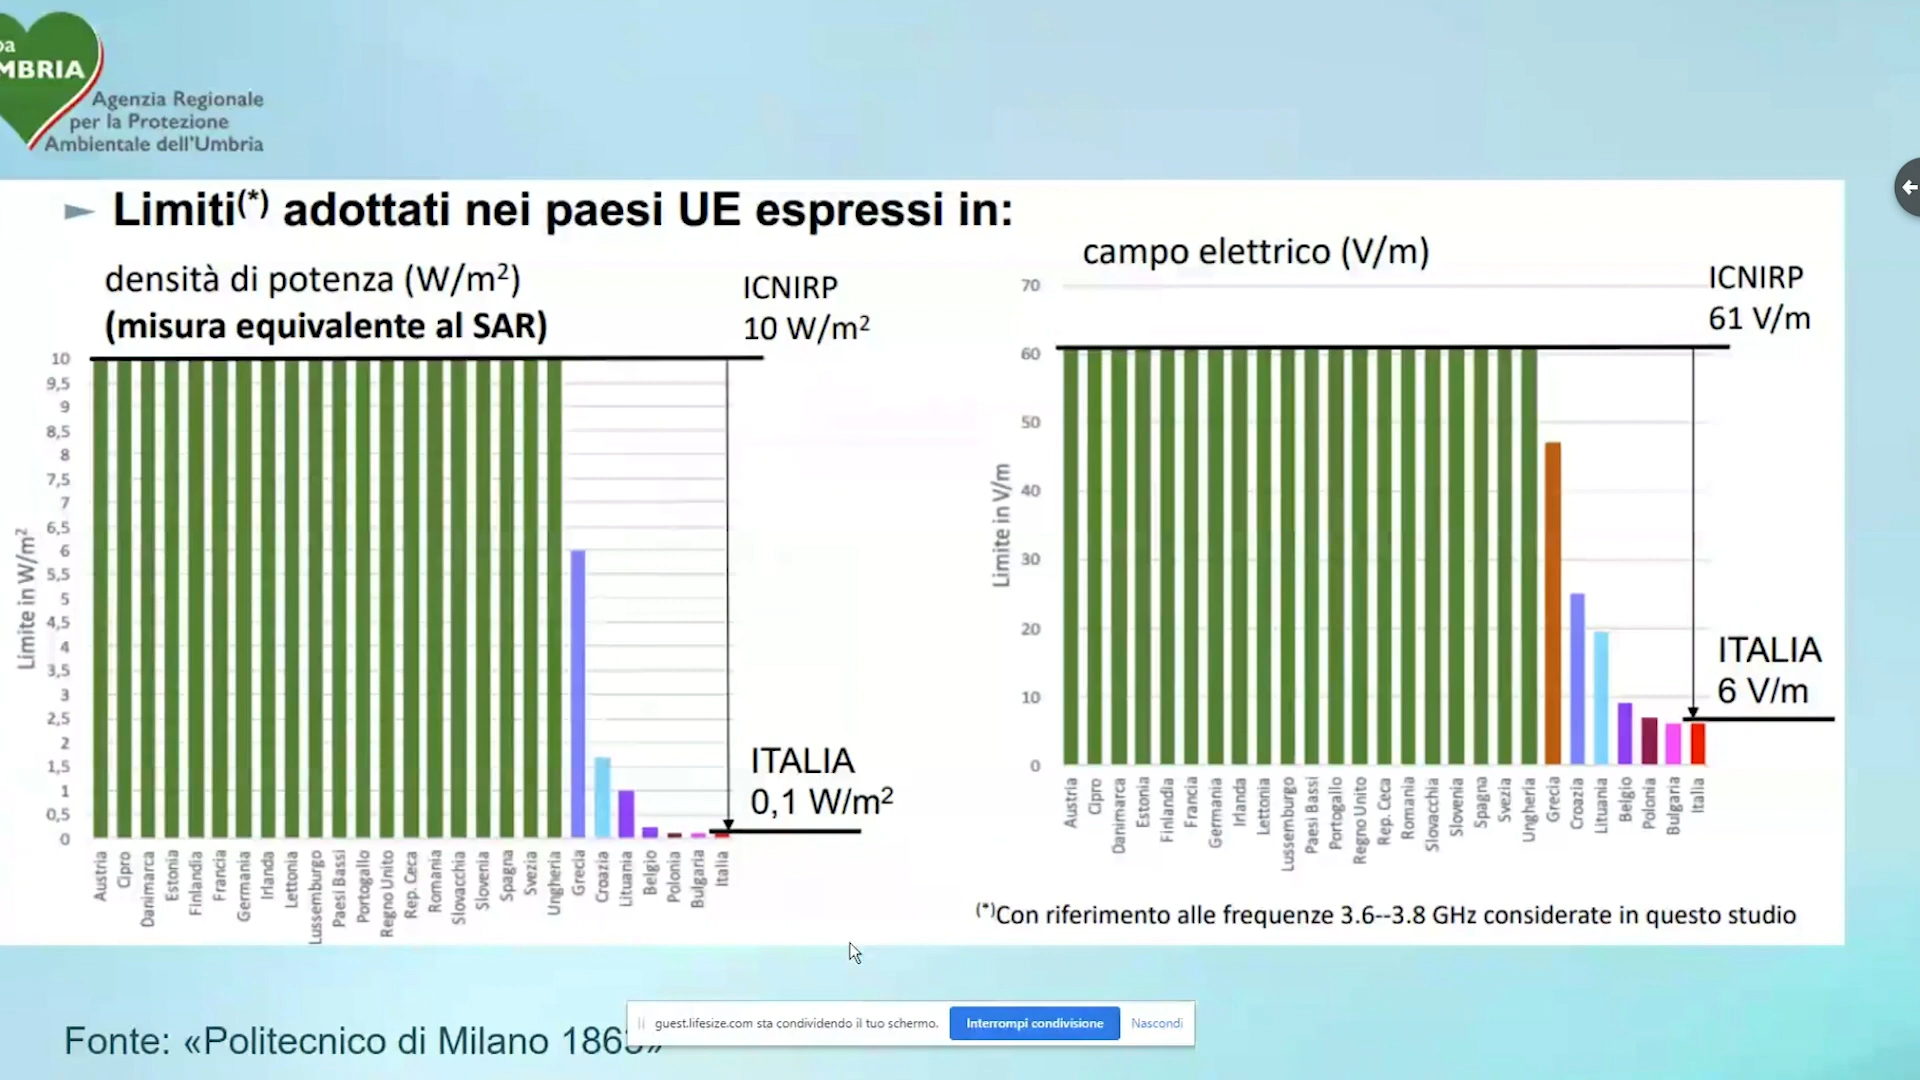 pa
MBRIA
Agenzia Regionale
per la Protezione
Ambientale dell'Umbria
► Limiti(*) adottati nei paesi UE espressi in:
densità di potenza (W/m²)
(misura equivalente al SAR)
ICNIRP
10 W/m²
10
9,5
9
8,5
8
7,5
7
6,5
6
5,5
5
4,5
4
3,5
3
2,5
2
1,5
1
0,5
0
Limite in W/m²
ITALIA
0,1 W/m²
Austria
Cipro
Danimarca
Estonia
Finlandia
Francia
Germania
Irlanda
Lettonia
Lussemburgo
Paesi Bassi
Portogallo
Regno Unito
Rep. Ceca
Romania
Slovacchia
Slovenia
Spagna
Svezia
Ungheria
Grecia
Croazia
Lituania
Belgio
Polonia
Bulgaria
Italia
campo elettrico (V/m)
ICNIRP
61 V/m
70
60
50
40
30
20
10
0
Limite in V/m
ITALIA
6 V/m
Austria
Cipro
Danimarca
Estonia
Finlandia
Francia
Germania
Irlanda
Lettonia
Lussemburgo
Paesi Bassi
Portogallo
Regno Unito
Rep. Ceca
Romania
Slovacchia
Slovenia
Spagna
Svezia
Ungheria
Grecia
Croazia
Lituania
Belgio
Polonia
Bulgaria
Italia
(*)Con riferimento alle frequenze 3.6--3.8 GHz considerate in questo studio
Fonte: «Politecnico di Milano 1863»
guest.lifesize.com sta condividendo il tuo schermo.
Interrompi condivisione
Nascondi